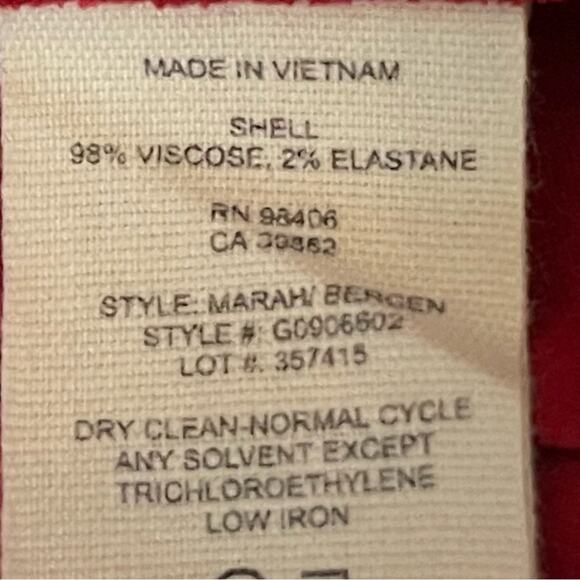 MADE IN VIETNAM
SHELL
98% VISCOSE, 2% ELASTANE
RN 98406
CA 39862
STYLE: MARAH/ BERGEN
STYLE #: G0906602
LOT #: 357415
DRY CLEAN-NORMAL CYCLE
ANY SOLVENT EXCEPT
TRICHLOROETHYLENE
LOW IRON